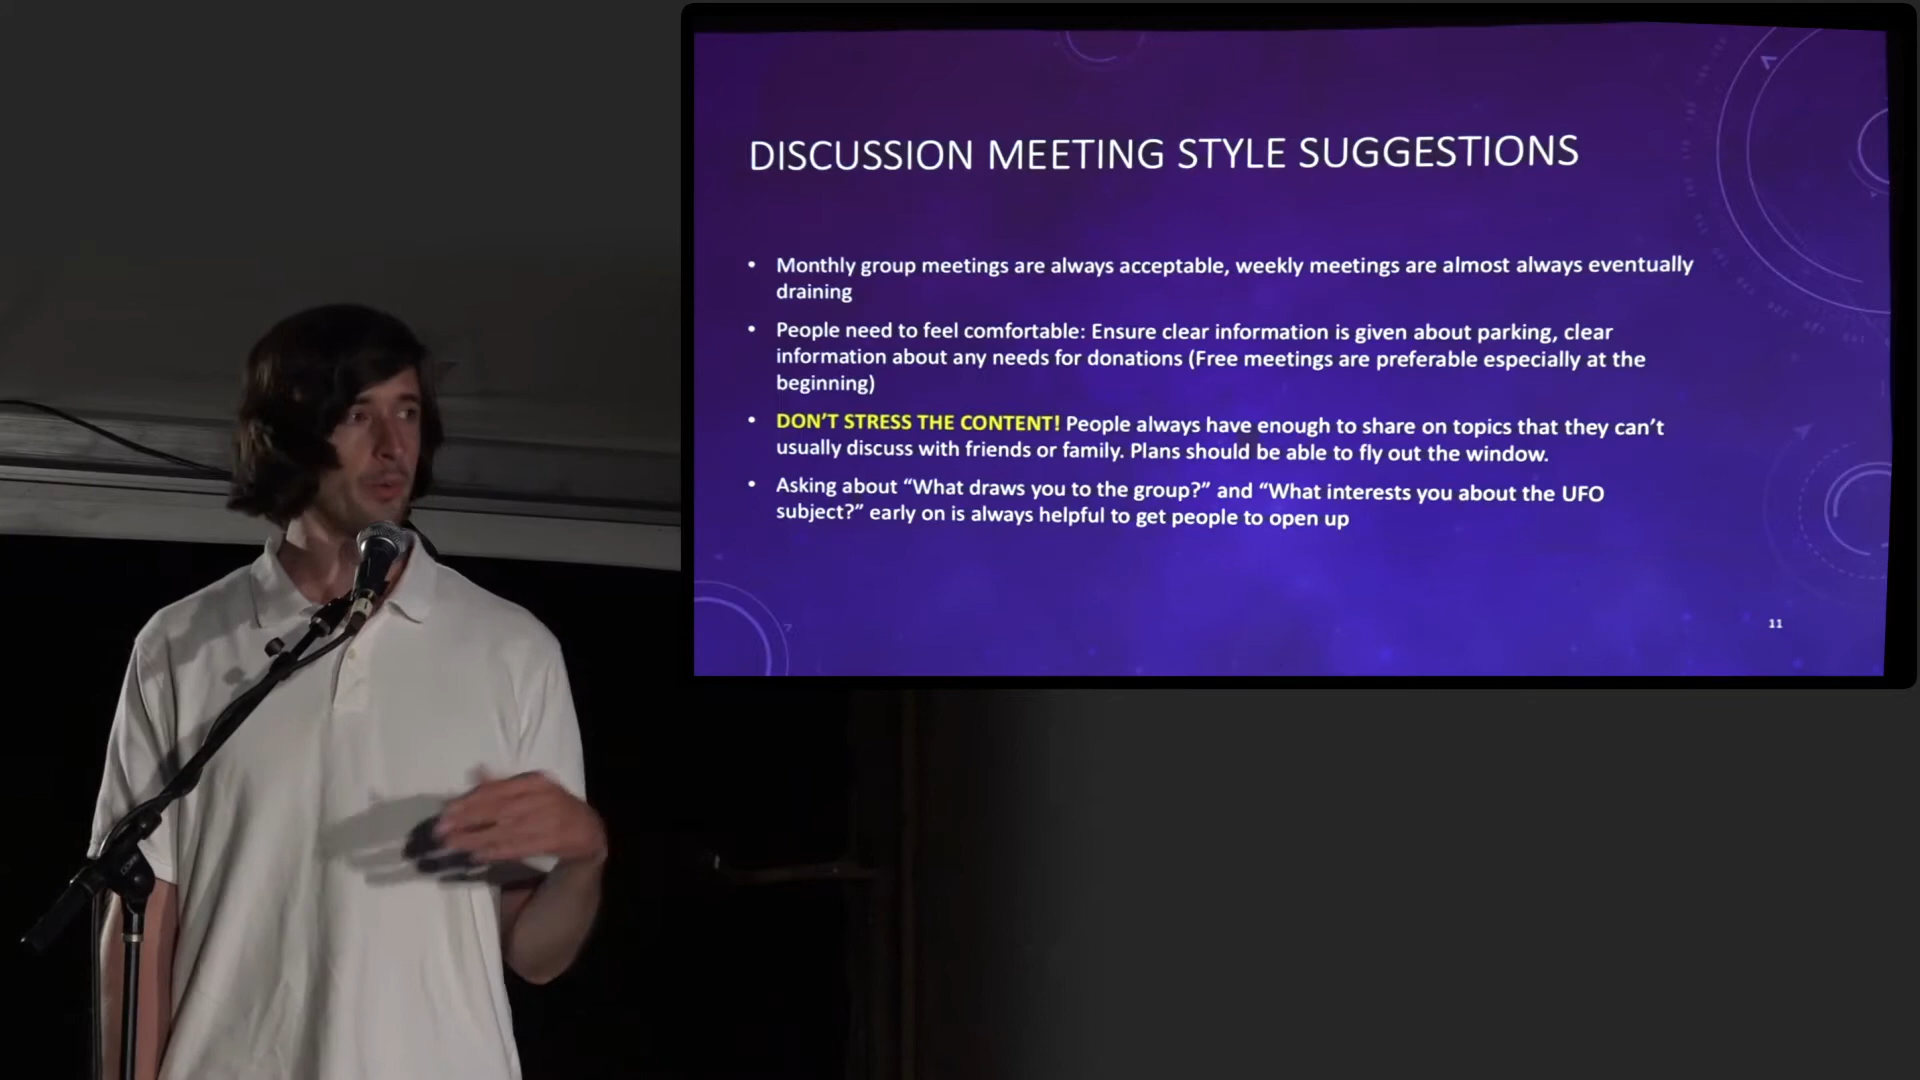 DISCUSSION MEETING STYLE SUGGESTIONS
• Monthly group meetings are always acceptable, weekly meetings are almost always eventually
draining
• People need to feel comfortable: Ensure clear information is given about parking, clear
information about any needs for donations (Free meetings are preferable especially at the
beginning)
• DON’T STRESS THE CONTENT! People always have enough to share on topics that they can’t
usually discuss with friends or family. Plans should be able to fly out the window.
• Asking about “What draws you to the group?” and “What interests you about the UFO
subject?” early on is always helpful to get people to open up
11